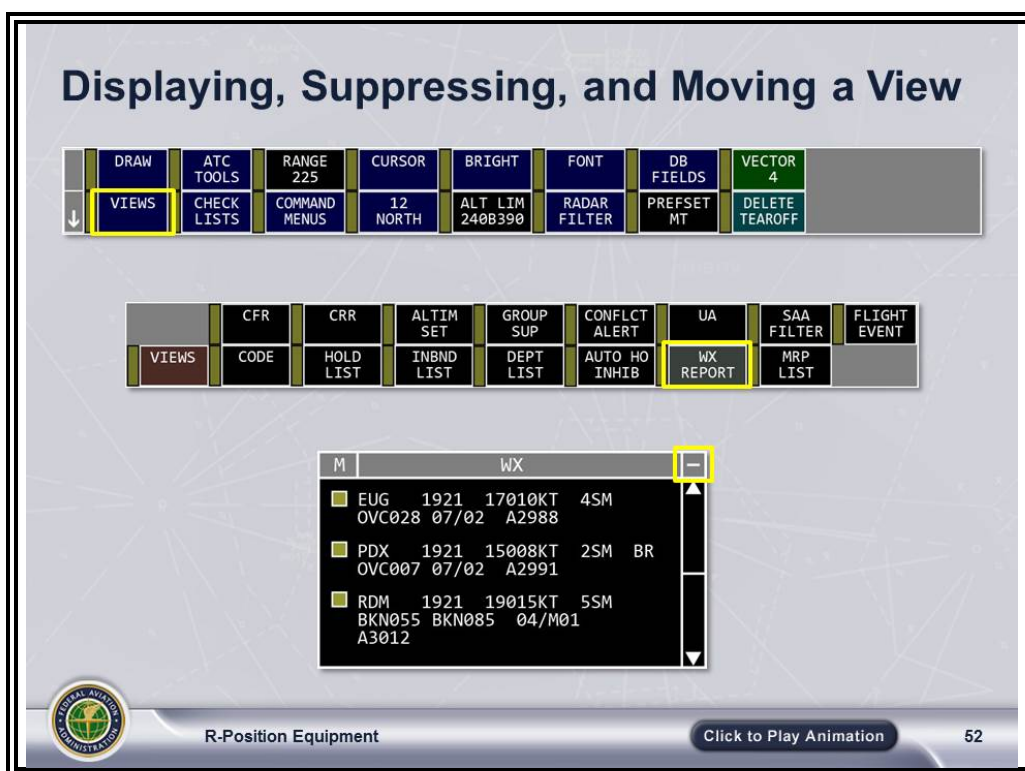 Displaying, Suppressing, and Moving a View
DRAW ATC TOOLS RANGE 225 CURSOR BRIGHT FONT DB FIELDS VECTOR 4
↓ VIEWS CHECK LISTS COMMAND MENUS 12 NORTH ALT LIM 240B390 RADAR FILTER PREFSET MT DELETE TEAROFF
CFR CRR ALTIM SET GROUP SUP CONFLCT ALERT UA SAA FILTER FLIGHT EVENT
VIEWS CODE HOLD LIST INBND LIST DEPT LIST AUTO HO INHIB WX REPORT MRP LIST
M WX –
EUG 1921 17010KT 4SM
OVC028 07/02 A2988
PDX 1921 15008KT 2SM BR
OVC007 07/02 A2991
RDM 1921 19015KT 5SM
BKN055 BKN085 04/M01
A3012
FEDERAL AVIATION
ADMINISTRATION
R-Position Equipment
Click to Play Animation
52